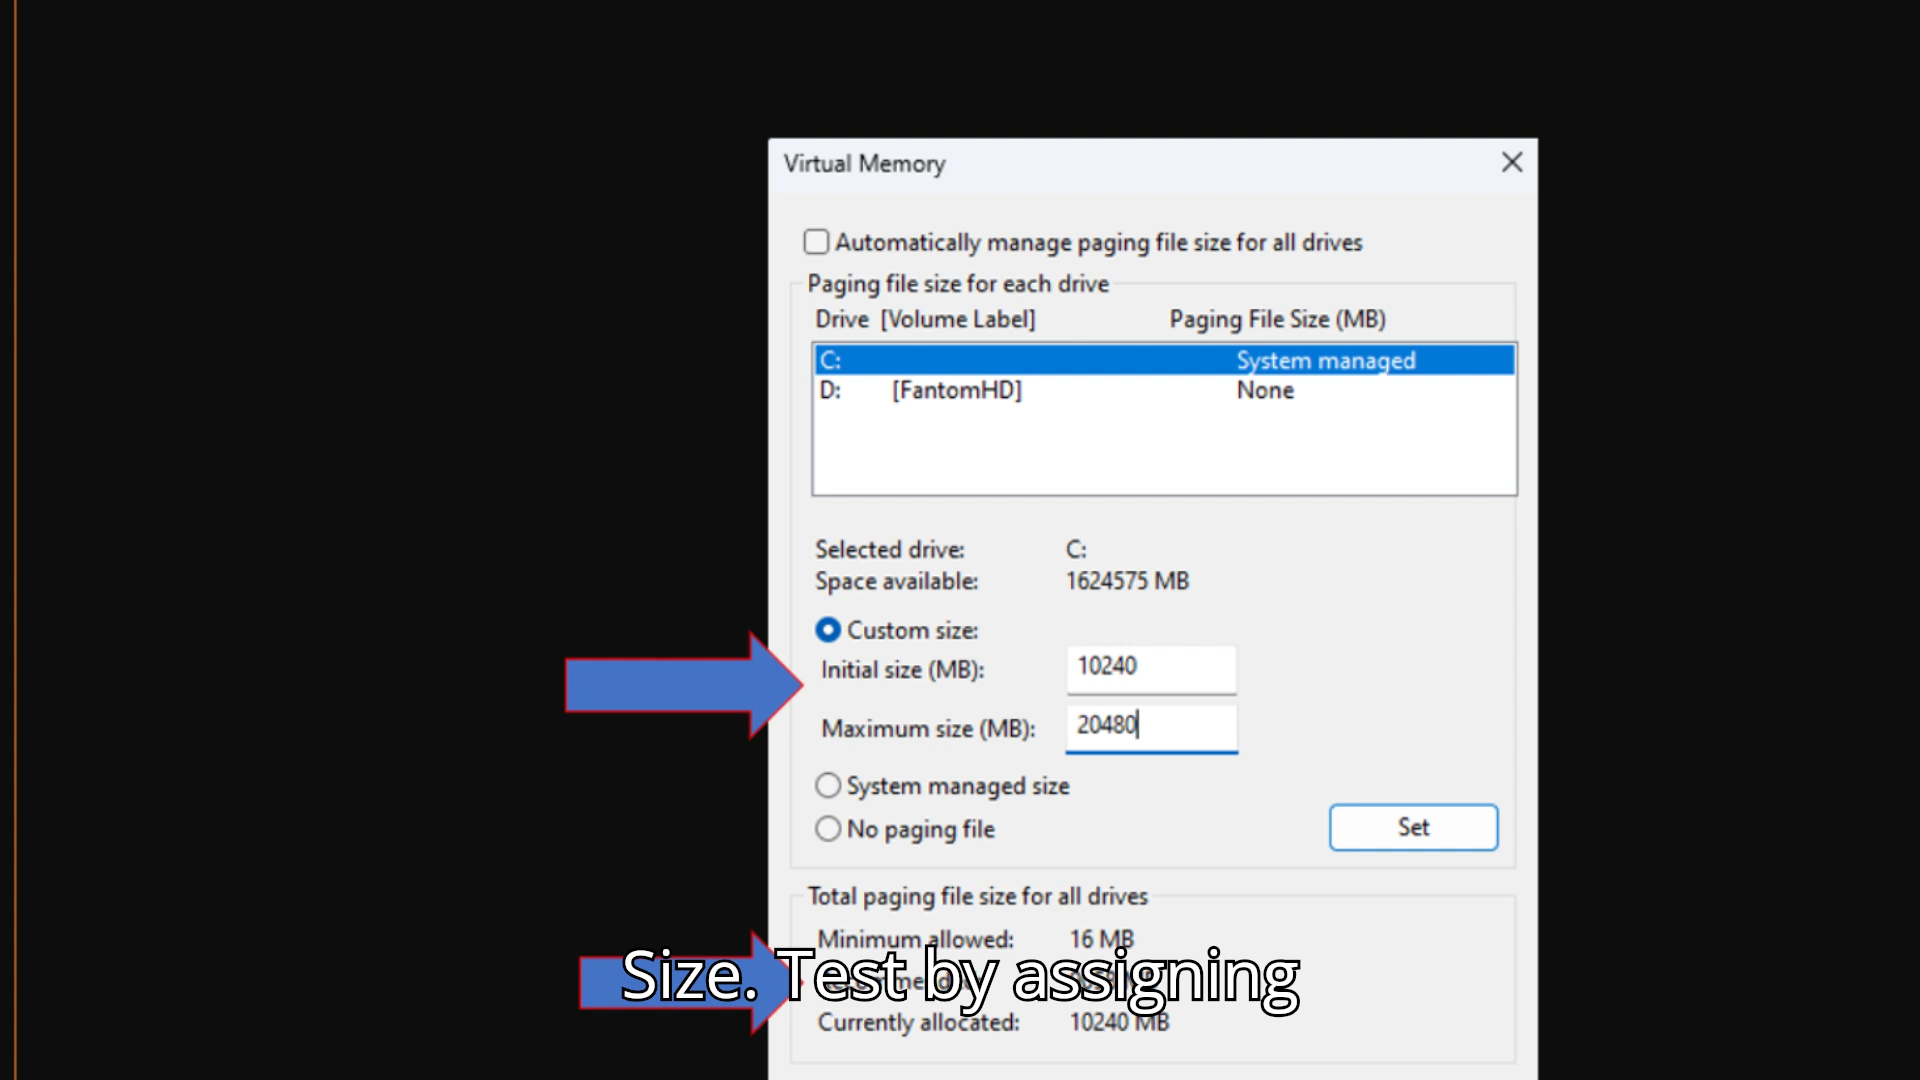 Virtual Memory
Automatically manage paging file size for all drives
Paging file size for each drive
Drive [Volume Label] Paging File Size (MB)
C: System managed
D: [FantomHD] None
Selected drive: C:
Space available: 1624575 MB
Custom size:
Initial size (MB): 10240
Maximum size (MB): 20480
System managed size
No paging file
Set
Total paging file size for all drives
Minimum allowed: 16 MB
Size. Test by assigning
Currently allocated: 10240 MB